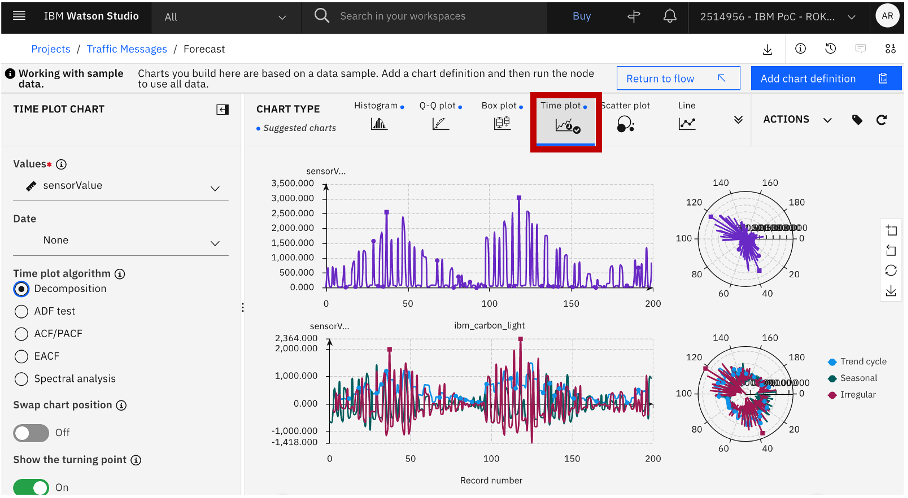 IBM Watson Studio
All
Search in your workspaces
Buy
2514956 - IBM PoC - ROK...
AR
Projects / Traffic Messages / Forecast
Working with sample data.
Charts you build here are based on a data sample. Add a chart definition and then run the node to use all data.
Return to flow
Add chart definition
TIME PLOT CHART
CHART TYPE
Suggested charts
Histogram
Q-Q plot
Box plot
Time plot
Scatter plot
Line
ACTIONS
Values*
sensorValue
Date
None
Time plot algorithm
Decomposition
ADF test
ACF/PACF
EACF
Spectral analysis
Swap chart position
Off
Show the turning point
On
sensorV...
3,500.000
3,000.000
2,500.000
2,000.000
1,500.000
1,000.000
500.000
0.000
0
50
100
150
200
140
160
120
180
100
0
80
20
60
40
sensorV...
ibm_carbon_light
2,364.000
2,000.000
1,000.000
0.000
-1,000.000
-1,418.000
0
50
100
150
200
Record number
140
160
120
180
100
0
80
20
60
40
Trend cycle
Seasonal
Irregular